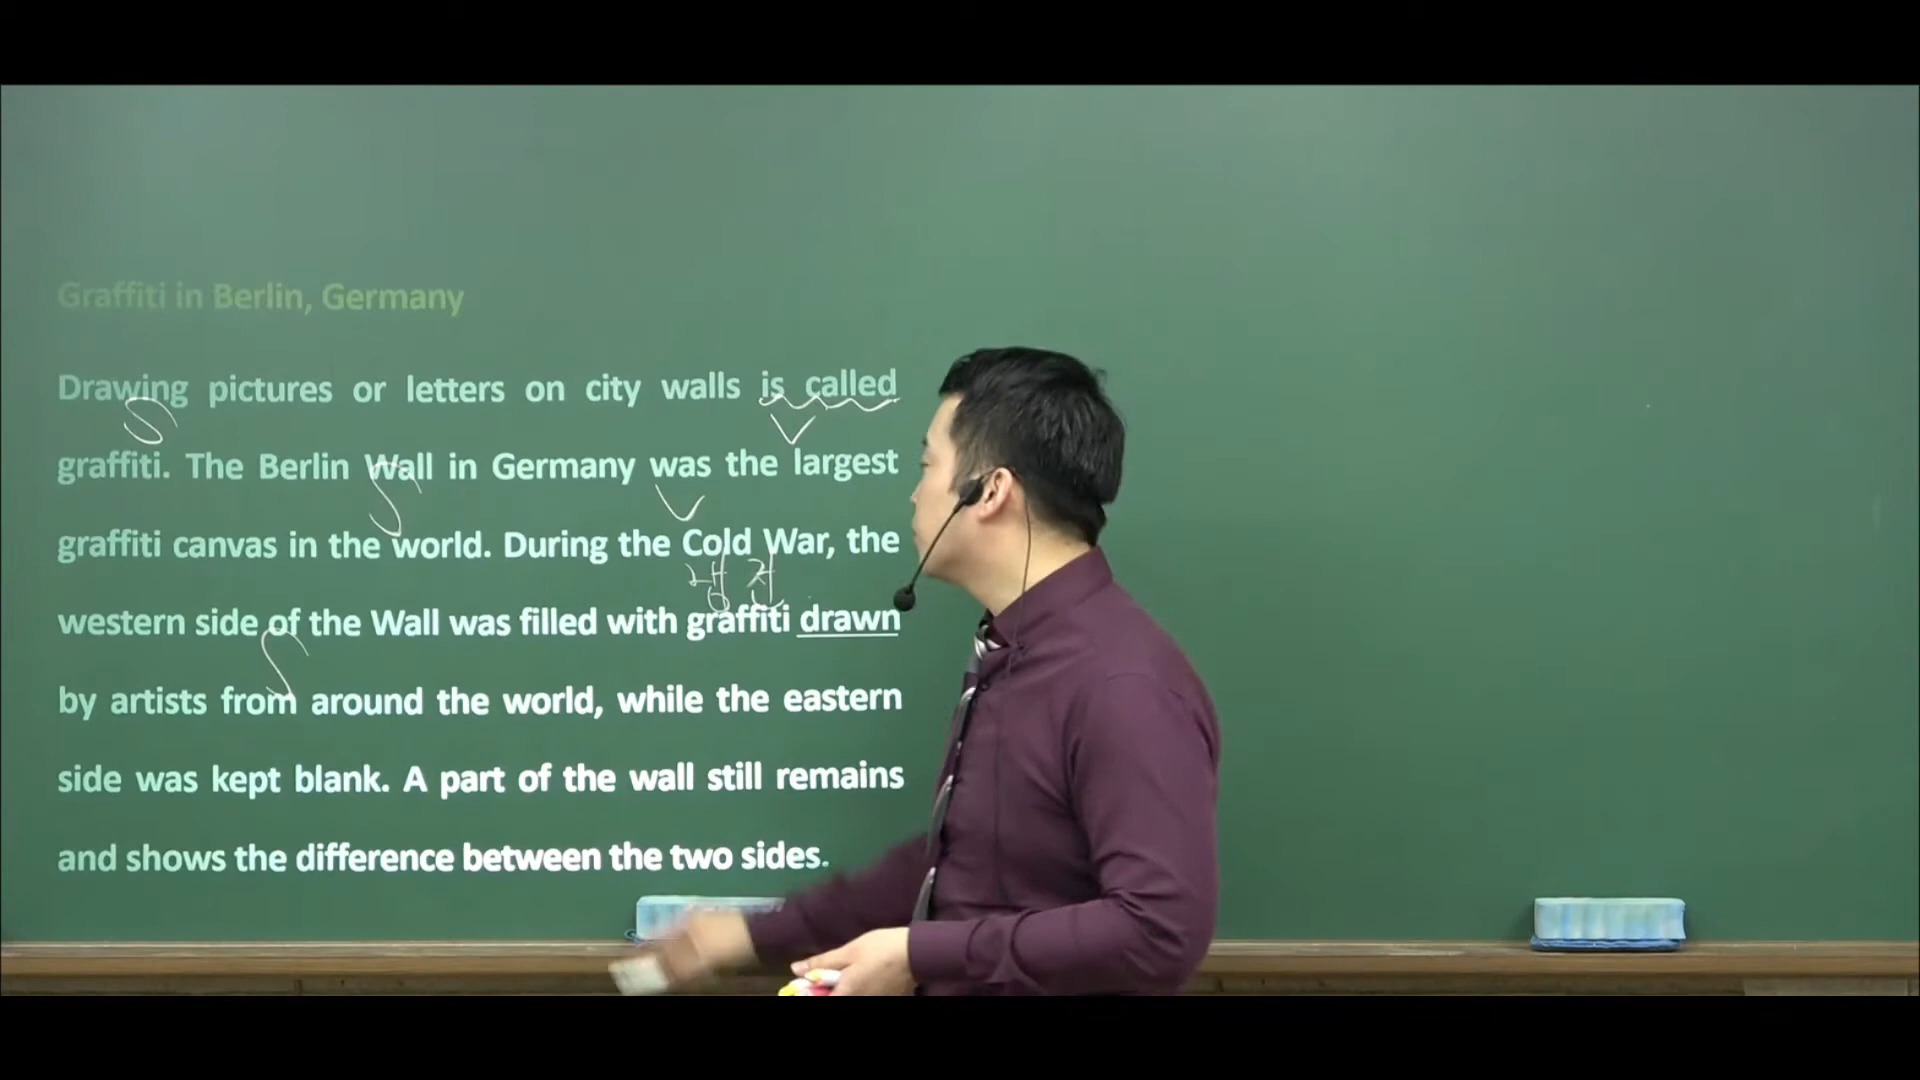 Graffiti in Berlin, Germany
Drawing pictures or letters on city walls is called
S
V
graffiti. The Berlin Wall in Germany was the largest
S
V
graffiti canvas in the world. During the Cold War, the
냉전
western side of the Wall was filled with graffiti drawn
S
by artists from around the world, while the eastern
side was kept blank. A part of the wall still remains
and shows the difference between the two sides.